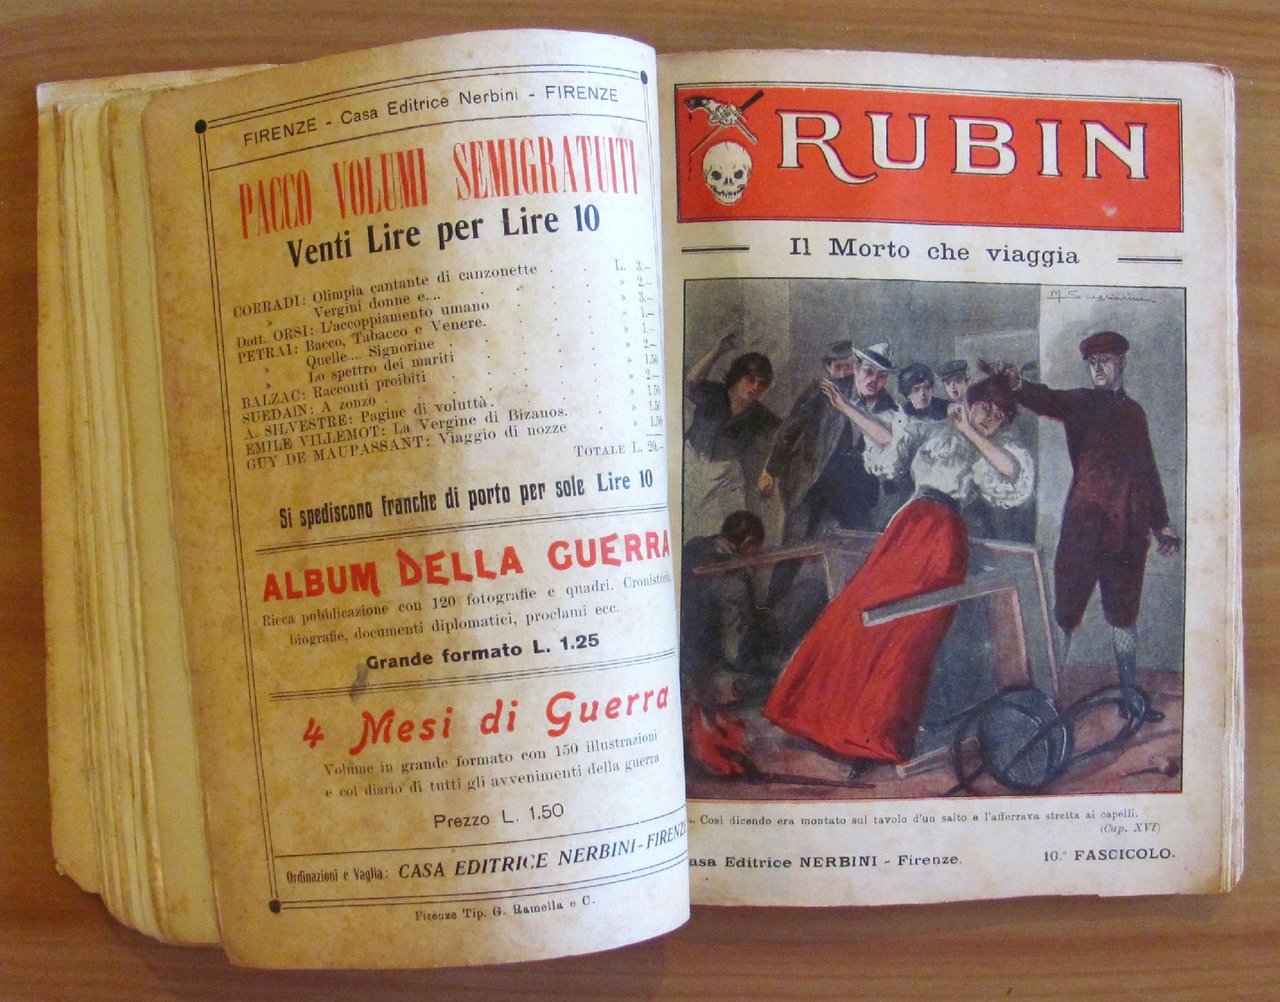 FIRENZE - Casa Editrice Nerbini - FIRENZE
PACCO VOLUMI SEMIGRATUITI
Venti Lire per Lire 10
CORRADI: Olimpia cantante di canzonette . . L. 3.-
» Vergini donne e... . . . » 2.-
Dott. ORSI: L'accoppiamento umano . . . » 3.-
PETRAI: Bacco, Tabacco e Venere. . . . » 1.-
» Quelle.... Signorine . . . . » 1.-
» Lo spettro dei mariti . . . . » 2.-
BALZAC: Racconti proibiti . . . . » 1.50
SUEDAIN: A zonzo . . . . . » 2.-
A. SILVESTRE: Pagine di voluttà. . . . » 1.50
EMILE VILLEMOT: La Vergine di Bizanos. . . » 1.50
GUY DE MAUPASSANT: Viaggio di nozze . . » 1.50
TOTALE L. 20.-
Si spediscono franche di porto per sole Lire 10
ALBUM DELLA GUERRA
Ricca pubblicazione con 120 fotografie e quadri.
biografie, documenti diplomatici, proclami ecc.
Grande formato L. 1.25
4 Mesi di Guerra
Volume in grande formato con 150 illustrazioni
e col diario di tutti gli avvenimenti della guerra
Prezzo L. 1.50
Ordinazioni e Vaglia: CASA EDITRICE NERBINI-FIRENZE
Firenze Tip. G. Ramella e C.
RUBIN
Il Morto che viaggia
... Così dicendo era montato sul tavolo d'un salto e l'afferrava stretta ai capelli.
(Cap. XVI)
Casa Editrice NERBINI - Firenze. 10.° FASCICOLO.